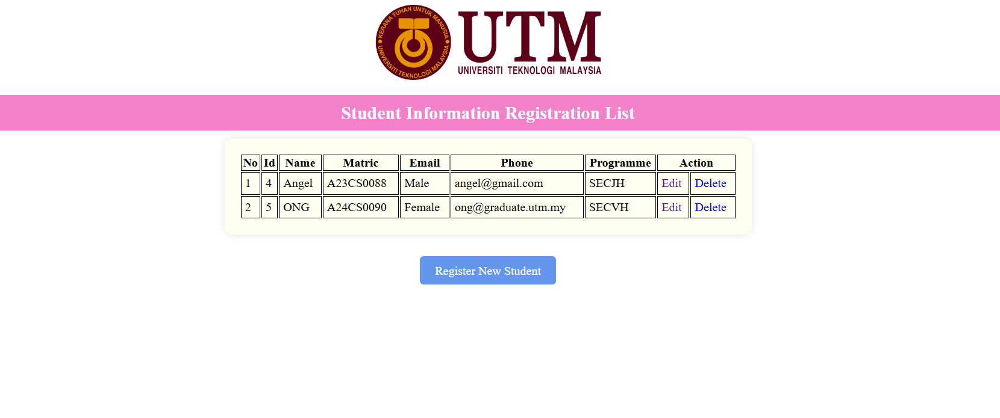 KERANA TUHAN UNTUK MANUSIA
UNIVERSITI TEKNOLOGI MALAYSIA
UTM
UNIVERSITI TEKNOLOGI MALAYSIA
Student Information Registration List
No Id Name Matric Email Phone Programme Action
1 4 Angel A23CS0088 Male angel@gmail.com SECJH Edit Delete
2 5 ONG A24CS0090 Female ong@graduate.utm.my SECVH Edit Delete
Register New Student